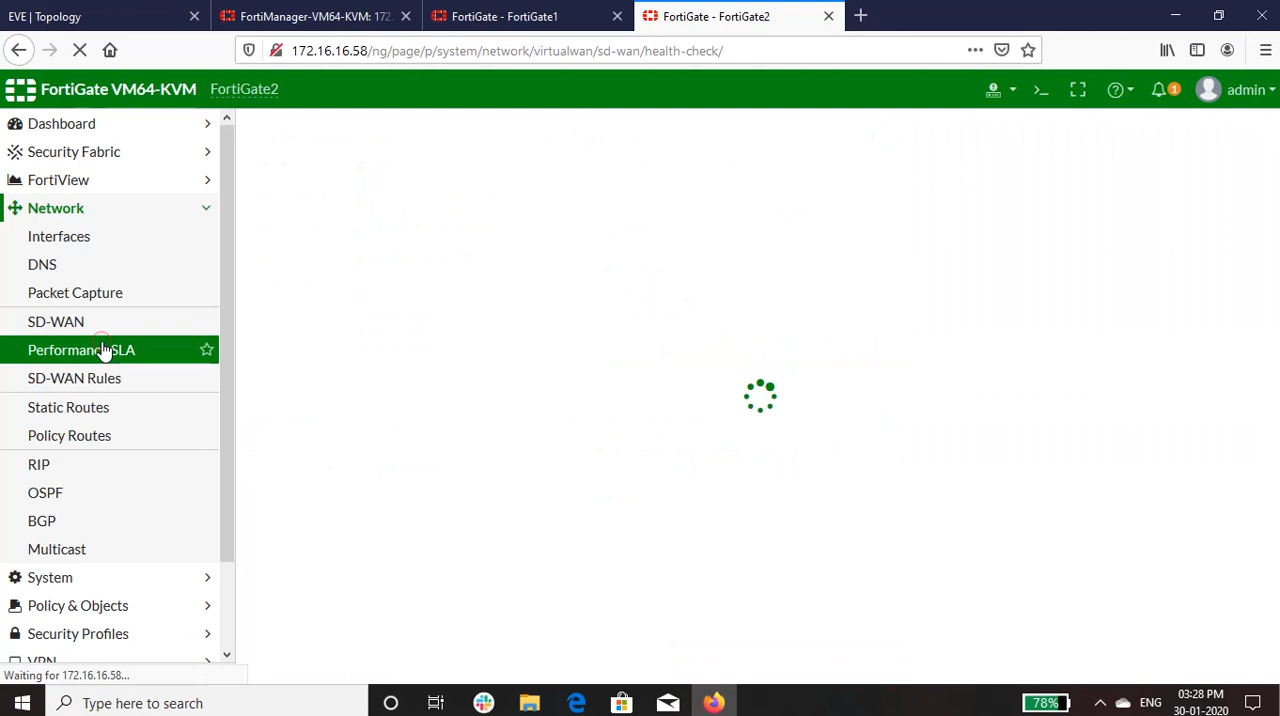 EVE | Topology
FortiManager-VM64-KVM: 172.
FortiGate - FortiGate1
FortiGate - FortiGate2
172.16.16.58/ng/page/p/system/network/virtualwan/sd-wan/health-check/
FortiGate VM64-KVM FortiGate2
1
admin
Dashboard
Security Fabric
FortiView
Network
Interfaces
DNS
Packet Capture
SD-WAN
Performance SLA
SD-WAN Rules
Static Routes
Policy Routes
RIP
OSPF
BGP
Multicast
System
Policy & Objects
Security Profiles
VPN
Waiting for 172.16.16.58...
Type here to search
78%
ENG
03:28 PM
30-01-2020